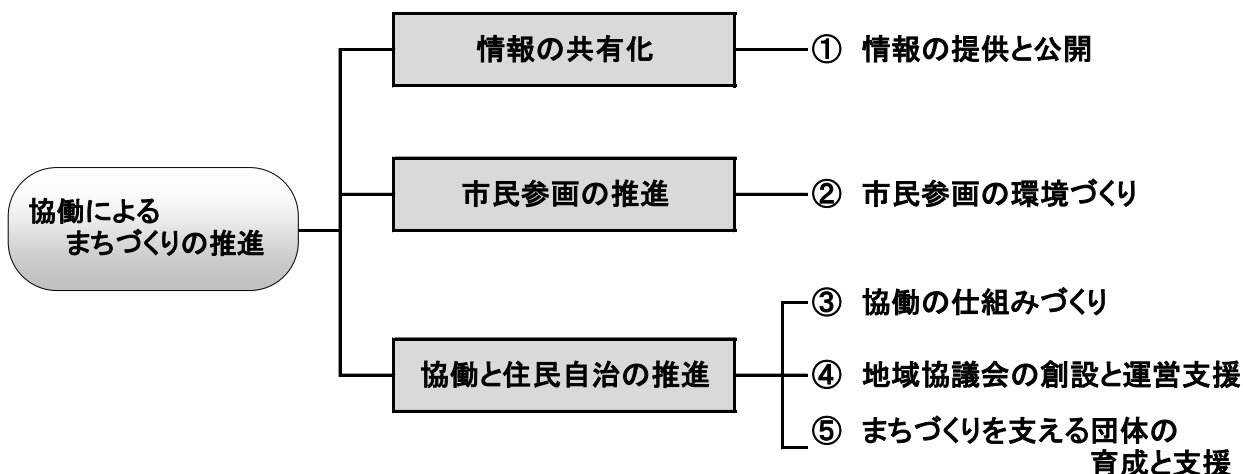 協働による
まちづくりの推進
情報の共有化
① 情報の提供と公開
市民参画の推進
② 市民参画の環境づくり
協働と住民自治の推進
③ 協働の仕組みづくり
④ 地域協議会の創設と運営支援
⑤ まちづくりを支える団体の
育成と支援